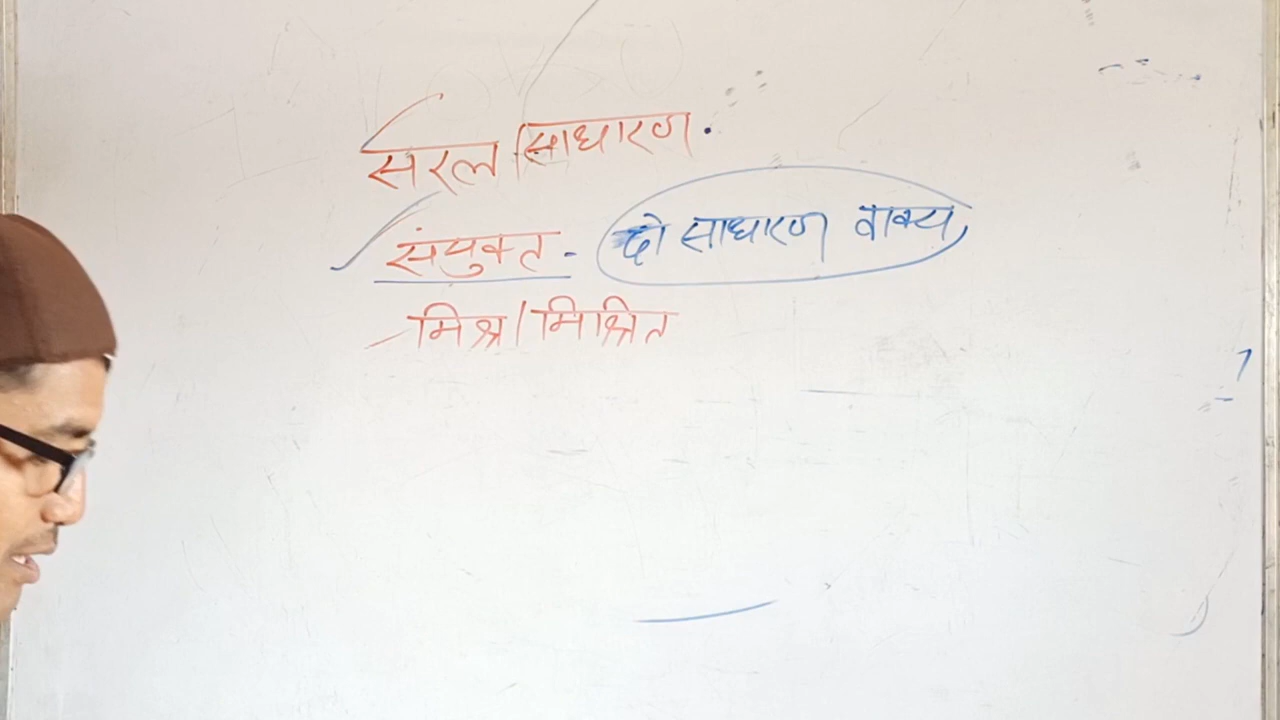 सरल/साधारण.
संयुक्त - दो साधारण वाक्य
मिश्र/मिश्रित